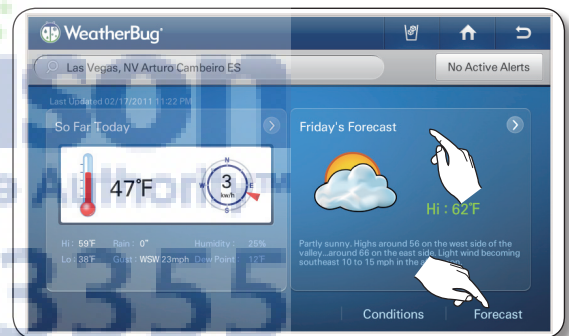 WeatherBug®
Las Vegas, NV Arturo Cambeiro ES
No Active Alerts
Last Updated 02/17/2011 11:22 PM
So Far Today
47°F
N
W
E
S
3
km/h
Hi : 59°F Rain : 0" Humidity : 25%
Lo : 38°F Gust : WSW 23mph Dew Point : 12°F
Friday's Forecast
Hi : 62°F
Partly sunny. Highs around 56 on the west side of the
valley...around 66 on the east side. Light wind becoming
southeast 10 to 15 mph in the
Conditions
Forecast
3355